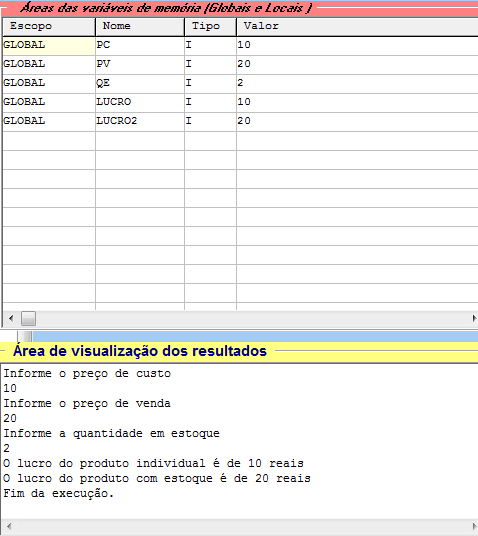 Áreas das variáveis de memória (Globais e Locais )
Escopo Nome Tipo Valor
GLOBAL PC I 10
GLOBAL PV I 20
GLOBAL QE I 2
GLOBAL LUCRO I 10
GLOBAL LUCRO2 I 20
Área de visualização dos resultados
Informe o preço de custo
10
Informe o preço de venda
20
Informe a quantidade em estoque
2
O lucro do produto individual é de 10 reais
O lucro do produto com estoque é de 20 reais
Fim da execução.